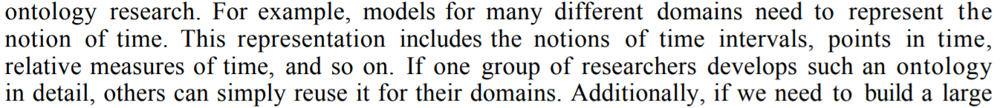 ontology research. For example, models for many different domains need to represent the
notion of time. This representation includes the notions of time intervals, points in time,
relative measures of time, and so on. If one group of researchers develops such an ontology
in detail, others can simply reuse it for their domains. Additionally, if we need to build a large